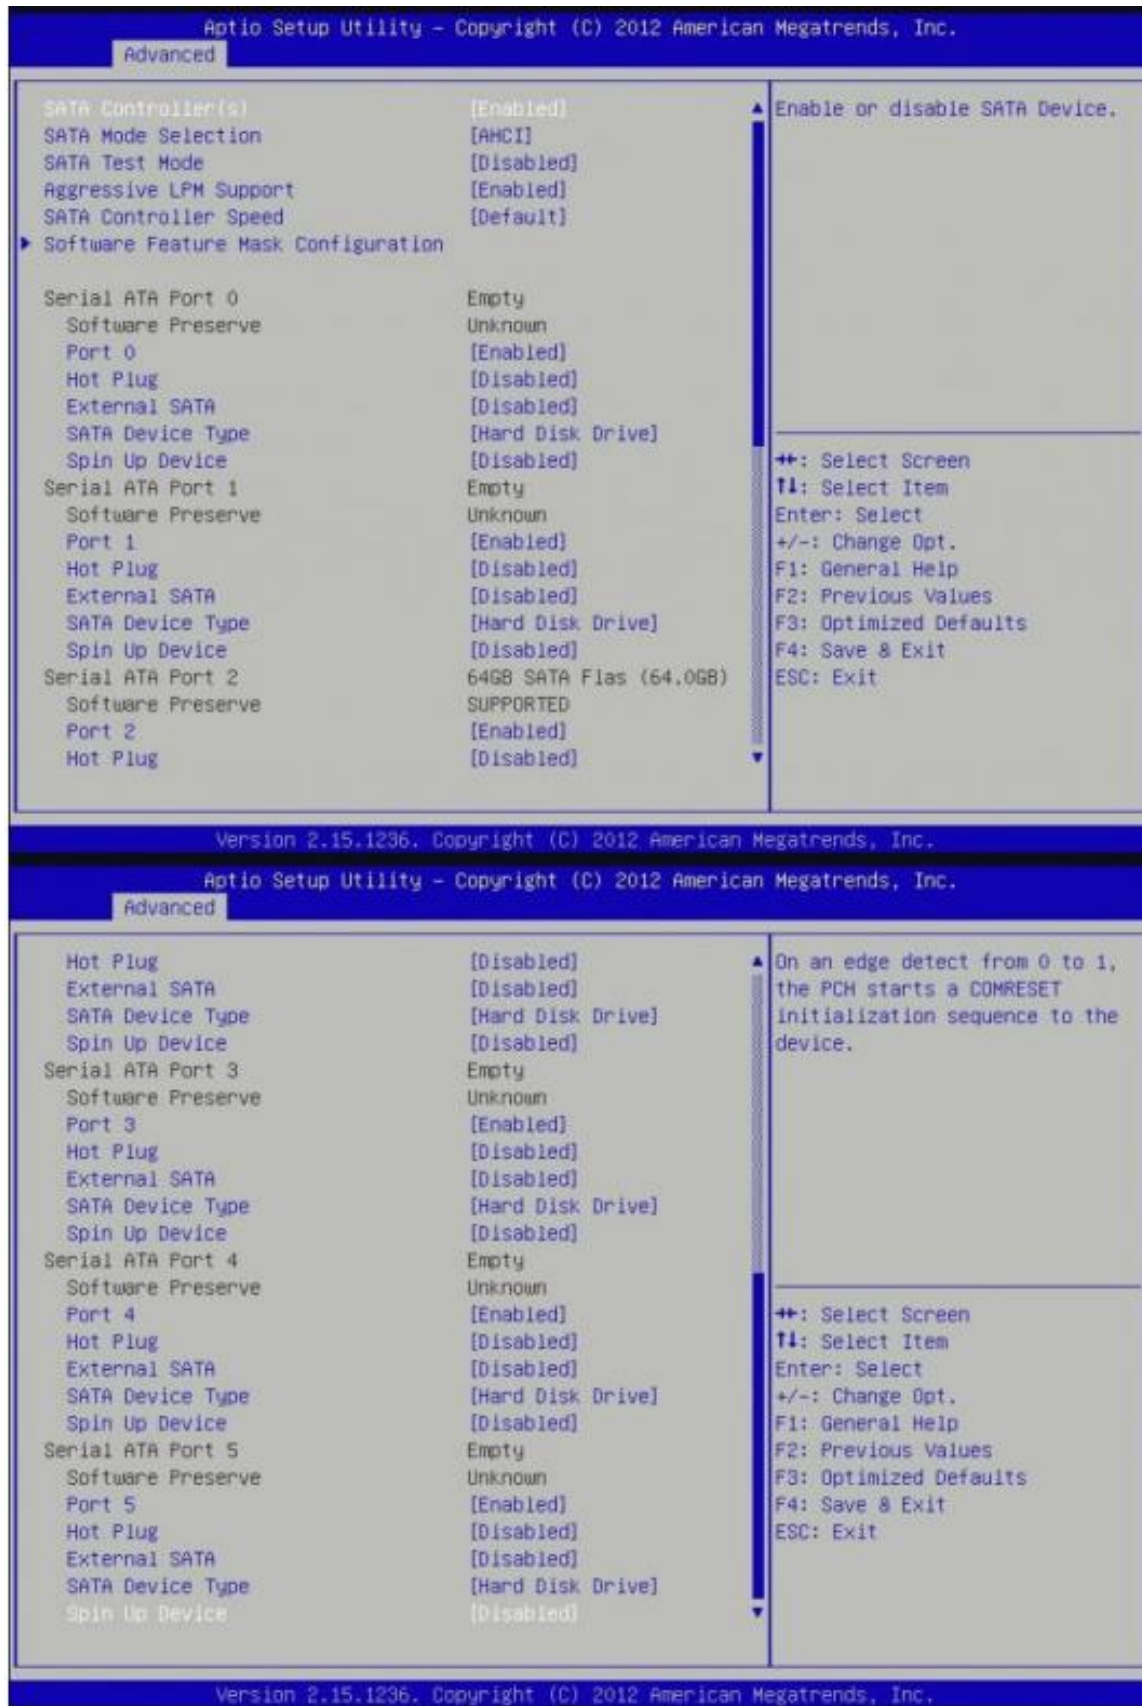 Aptio Setup Utility – Copyright (C) 2012 American Megatrends, Inc.
Advanced
SATA Controller(s) [Enabled]
SATA Mode Selection [AHCI]
SATA Test Mode [Disabled]
Aggressive LPM Support [Enabled]
SATA Controller Speed [Default]
Software Feature Mask Configuration
Serial ATA Port 0 Empty
Software Preserve Unknown
Port 0 [Enabled]
Hot Plug [Disabled]
External SATA [Disabled]
SATA Device Type [Hard Disk Drive]
Spin Up Device [Disabled]
Serial ATA Port 1 Empty
Software Preserve Unknown
Port 1 [Enabled]
Hot Plug [Disabled]
External SATA [Disabled]
SATA Device Type [Hard Disk Drive]
Spin Up Device [Disabled]
Serial ATA Port 2 64GB SATA Flas (64.0GB)
Software Preserve SUPPORTED
Port 2 [Enabled]
Hot Plug [Disabled]
Enable or disable SATA Device.
→←: Select Screen
↑↓: Select Item
Enter: Select
+/-: Change Opt.
F1: General Help
F2: Previous Values
F3: Optimized Defaults
F4: Save & Exit
ESC: Exit
Version 2.15.1236. Copyright (C) 2012 American Megatrends, Inc.
Aptio Setup Utility – Copyright (C) 2012 American Megatrends, Inc.
Advanced
Hot Plug [Disabled]
External SATA [Disabled]
SATA Device Type [Hard Disk Drive]
Spin Up Device [Disabled]
Serial ATA Port 3 Empty
Software Preserve Unknown
Port 3 [Enabled]
Hot Plug [Disabled]
External SATA [Disabled]
SATA Device Type [Hard Disk Drive]
Spin Up Device [Disabled]
Serial ATA Port 4 Empty
Software Preserve Unknown
Port 4 [Enabled]
Hot Plug [Disabled]
External SATA [Disabled]
SATA Device Type [Hard Disk Drive]
Spin Up Device [Disabled]
Serial ATA Port 5 Empty
Software Preserve Unknown
Port 5 [Enabled]
Hot Plug [Disabled]
External SATA [Disabled]
SATA Device Type [Hard Disk Drive]
Spin Up Device [Disabled]
On an edge detect from 0 to 1,
the PCH starts a COMRESET
initialization sequence to the
device.
→←: Select Screen
↑↓: Select Item
Enter: Select
+/-: Change Opt.
F1: General Help
F2: Previous Values
F3: Optimized Defaults
F4: Save & Exit
ESC: Exit
Version 2.15.1236. Copyright (C) 2012 American Megatrends, Inc.